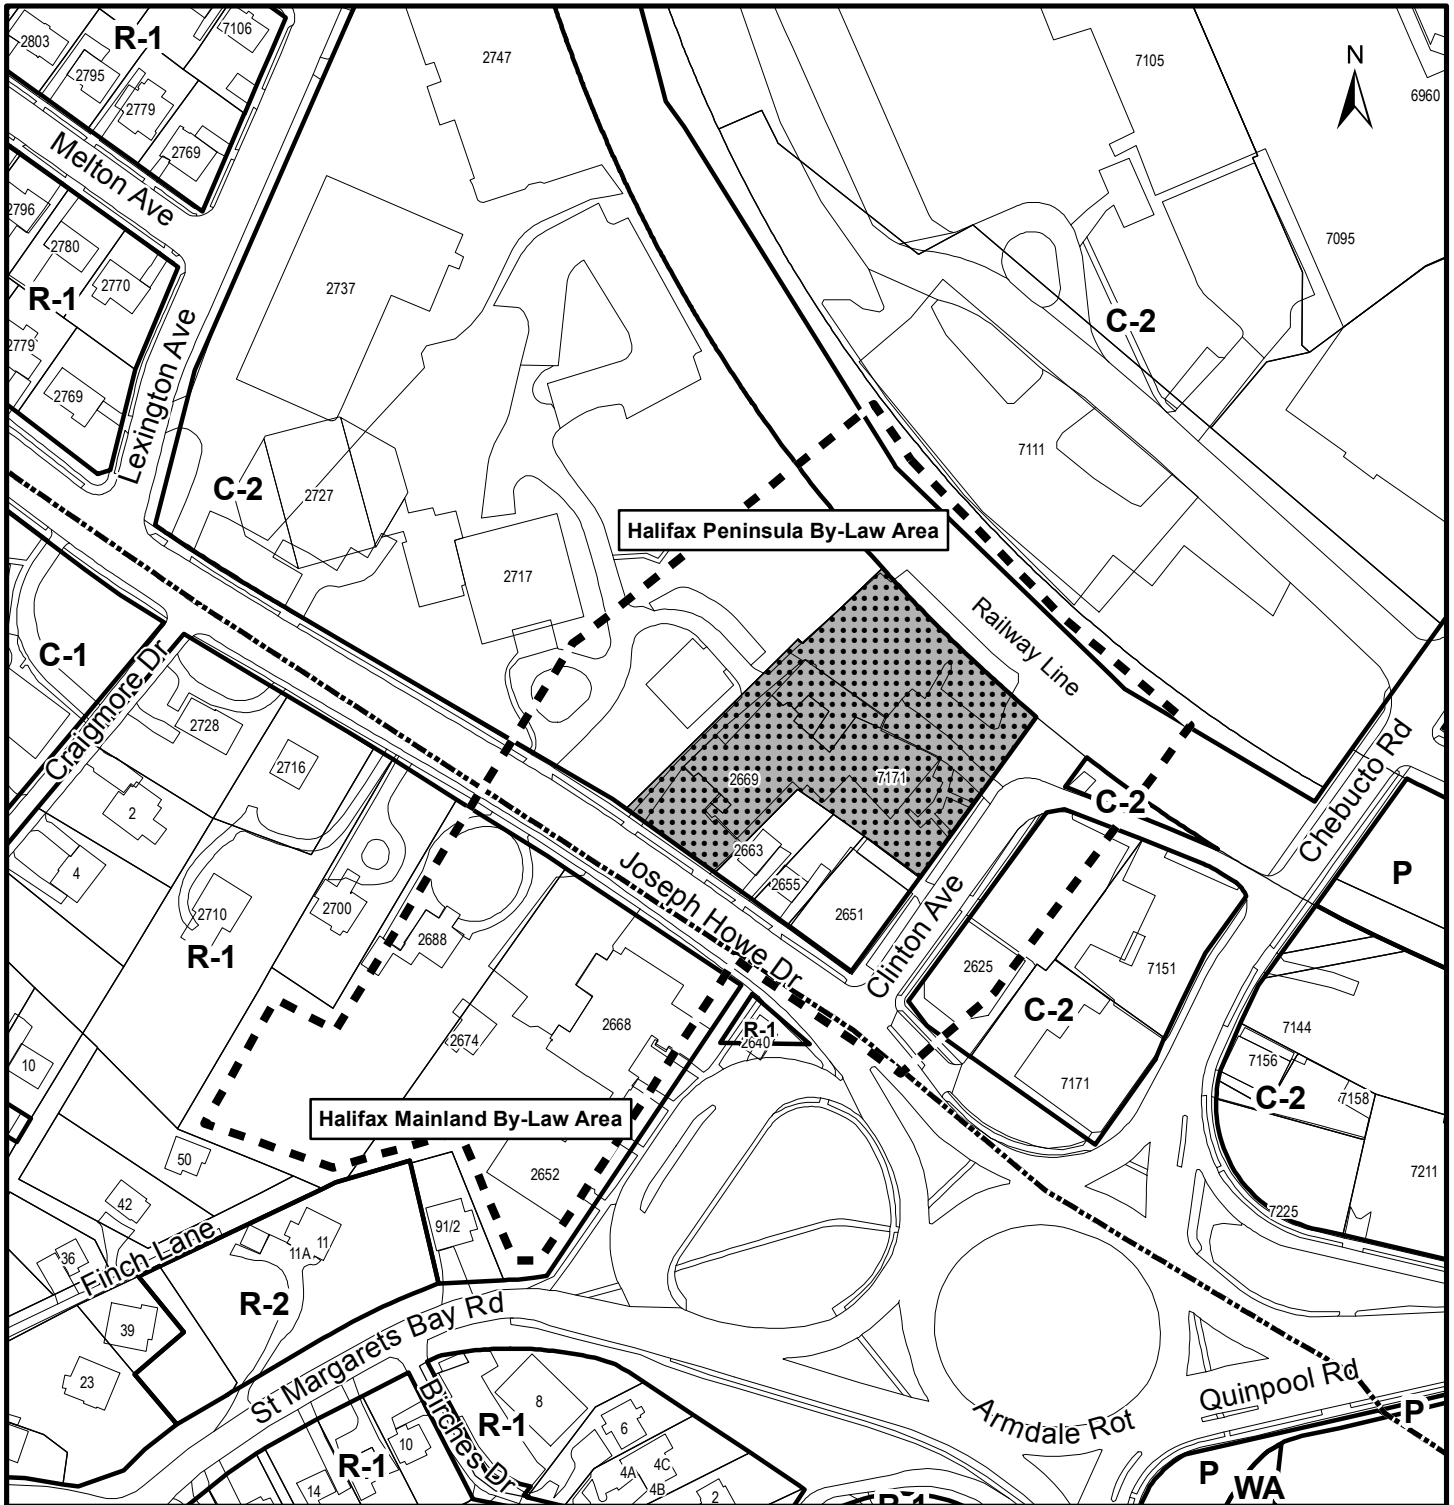 2803
R-1
7106
2747
7105
N
2795
6960
2779
2769
Melton Ave
2796
2780
7095
2770
2737
R-1
C-2
2779
2769
Lexington Ave
7111
C-2
2727
Halifax Peninsula By-Law Area
2717
Railway Line
C-1
Craigmore Dr
2728
2716
2669
7171
C-2
Chebucto Rd
2
2663
Joseph Howe Dr
4
2655
P
2710
2700
2651
Clinton Ave
2688
R-1
2625
7151
C-2
2668
R-1
2640
2674
7144
10
7156
7171
7158
C-2
Halifax Mainland By-Law Area
50
2652
7211
42
91/2
7225
11
11A
36
Finch Lane
R-2
39
St Margarets Bay Rd
23
Birches Dr
8
R-1
Quinpool Rd
Armdale Rot
P
6
10
R-1
4C
4A
4B
14
2
P
WA
R-1